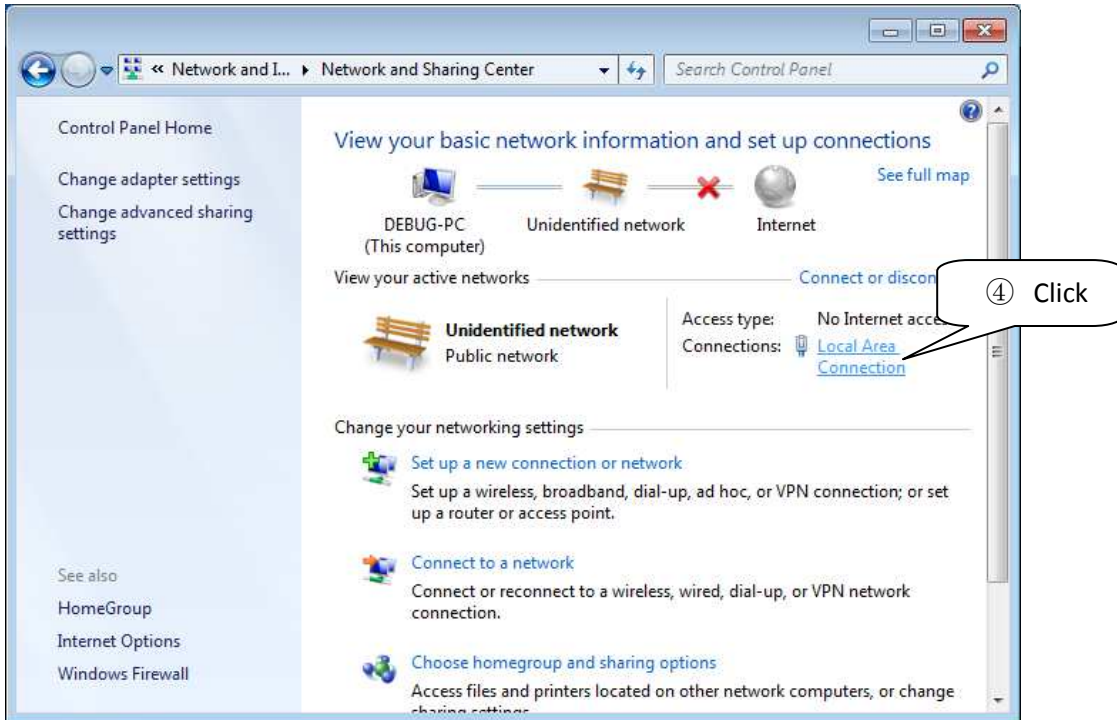 « Network and I... ▸ Network and Sharing Center
Search Control Panel
Control Panel Home
Change adapter settings
Change advanced sharing
settings
View your basic network information and set up connections
See full map
DEBUG-PC
(This computer)
Unidentified network
Internet
View your active networks
Connect or discon
④ Click
Unidentified network
Public network
Access type: No Internet acce
Connections: Local Area
Connection
Change your networking settings
Set up a new connection or network
Set up a wireless, broadband, dial-up, ad hoc, or VPN connection; or set
up a router or access point.
Connect to a network
Connect or reconnect to a wireless, wired, dial-up, or VPN network
connection.
Choose homegroup and sharing options
Access files and printers located on other network computers, or change
sharing settings.
See also
HomeGroup
Internet Options
Windows Firewall